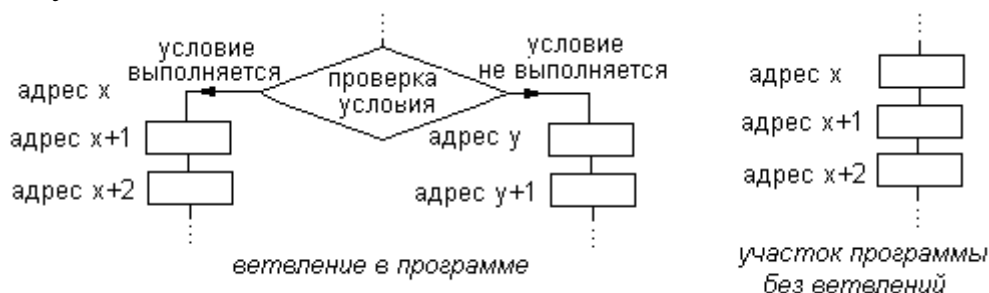 условие
выполняется
проверка
условия
условие
не выполняется
адрес x
адрес x+1
адрес x+2
адрес y
адрес y+1
ветвление в программе
адрес x
адрес x+1
адрес x+2
участок программы
без ветвлений